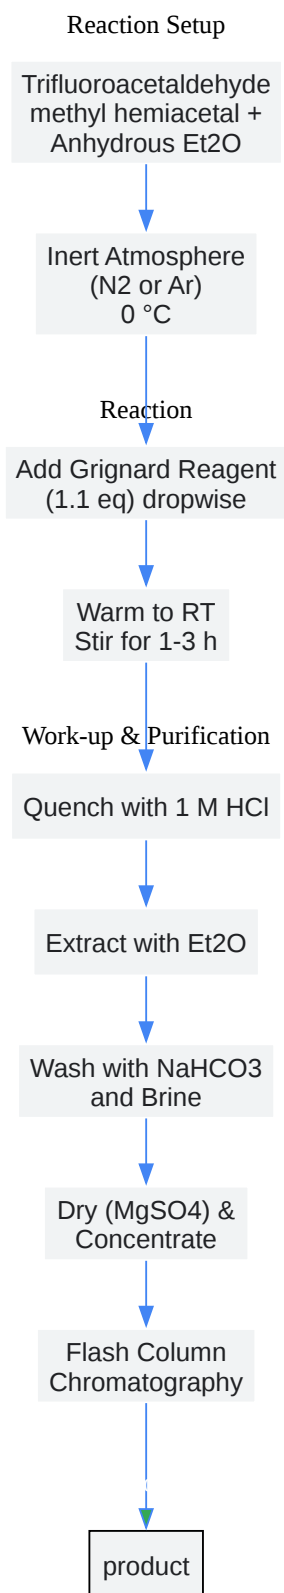 Reaction Setup
Trifluoroacetaldehyde
methyl hemiacetal +
Anhydrous Et2O
Inert Atmosphere
(N2 or Ar)
0 °C
Reaction
Add Grignard Reagent
(1.1 eq) dropwise
Warm to RT
Stir for 1-3 h
Work-up & Purification
Quench with 1 M HCl
Extract with Et2O
Wash with NaHCO3
and Brine
Dry (MgSO4) &
Concentrate
Flash Column
Chromatography
product